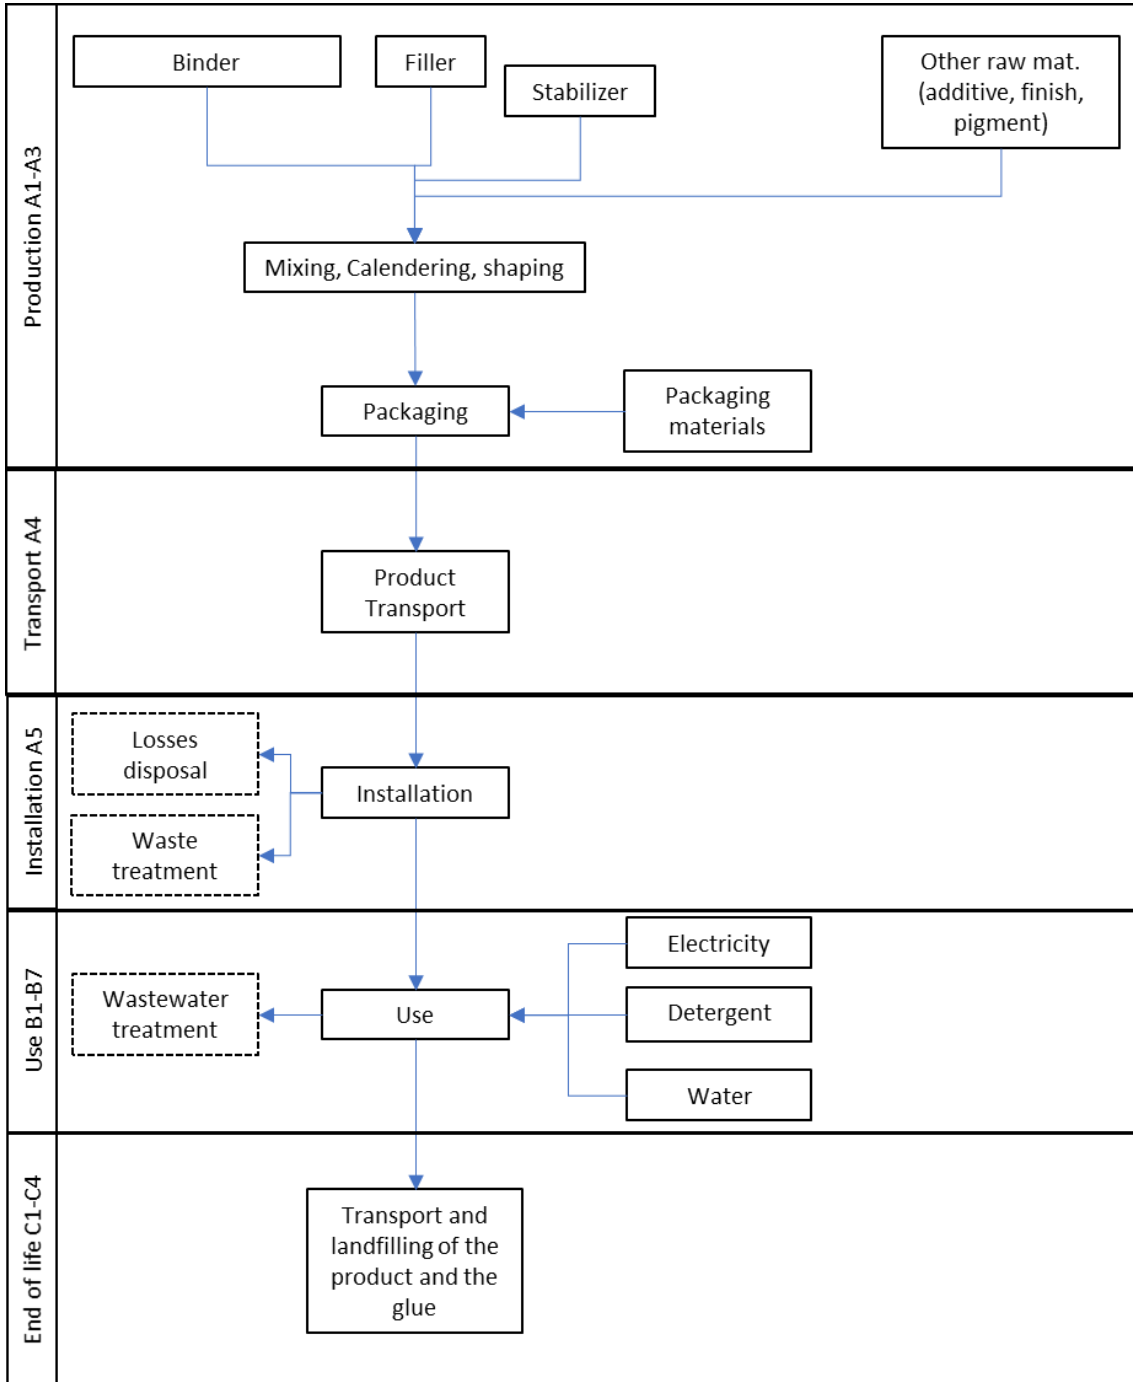 Production A1-A3
Binder
Filler
Stabilizer
Other raw mat.
(additive, finish,
pigment)
Mixing, Calendering, shaping
Packaging
Packaging
materials
Transport A4
Product
Transport
Installation A5
Losses
disposal
Installation
Waste
treatment
Use B1-B7
Electricity
Wastewater
treatment
Use
Detergent
Water
End of life C1-C4
Transport and
landfilling of the
product and the
glue